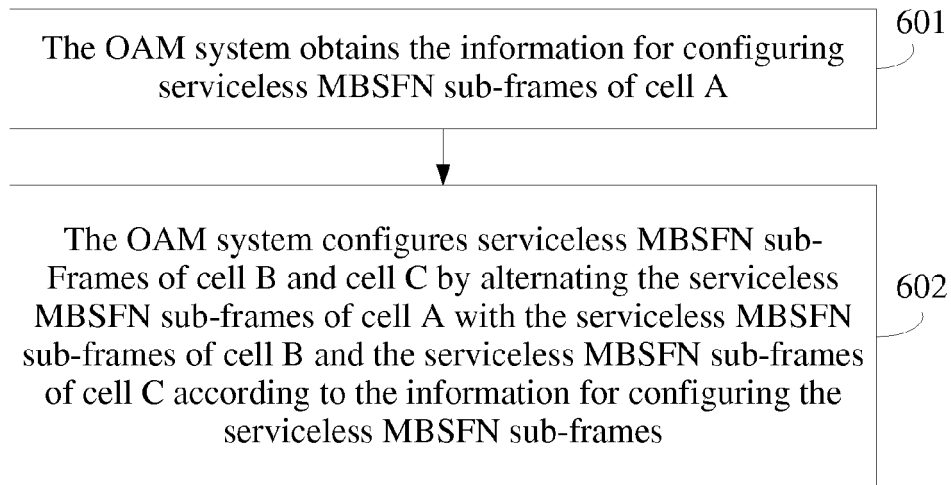 The OAM system obtains the information for configuring
serviceless MBSFN sub-frames of cell A
601
The OAM system configures serviceless MBSFN sub-
Frames of cell B and cell C by alternating the serviceless
MBSFN sub-frames of cell A with the serviceless MBSFN
sub-frames of cell B and the serviceless MBSFN sub-frames
of cell C according to the information for configuring the
serviceless MBSFN sub-frames
602